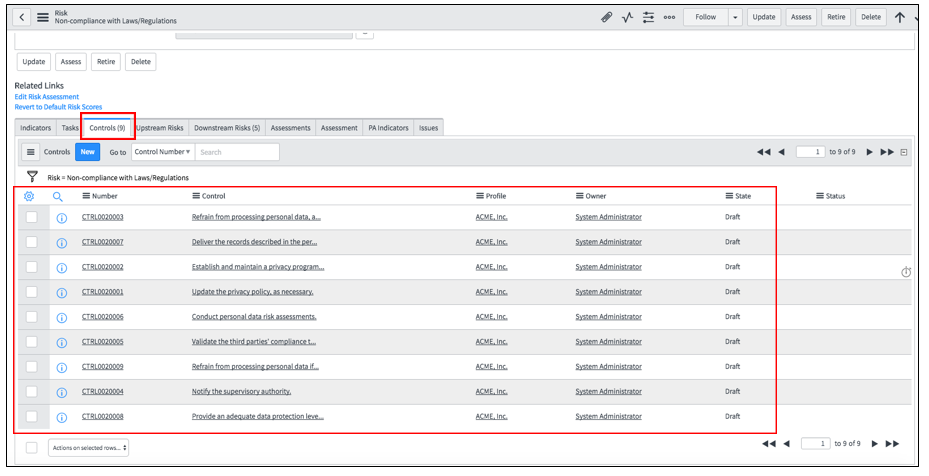 Risk
Non-compliance with Laws/Regulations
Follow Update Assess Retire Delete
Update Assess Retire Delete
Related Links
Edit Risk Assessment
Revert to Default Risk Scores
Indicators Tasks Controls (9) Upstream Risks Downstream Risks (5) Assessments Assessment PA Indicators Issues
Controls New Go to Control Number Search 1 to 9 of 9
Risk = Non-compliance with Laws/Regulations
Number Control Profile Owner State Status
CTRL0020003 Refrain from processing personal data, a... ACME, Inc. System Administrator Draft
CTRL0020007 Deliver the records described in the per... ACME, Inc. System Administrator Draft
CTRL0020002 Establish and maintain a privacy program... ACME, Inc. System Administrator Draft
CTRL0020001 Update the privacy policy, as necessary. ACME, Inc. System Administrator Draft
CTRL0020006 Conduct personal data risk assessments. ACME, Inc. System Administrator Draft
CTRL0020005 Validate the third parties' compliance t... ACME, Inc. System Administrator Draft
CTRL0020009 Refrain from processing personal data if... ACME, Inc. System Administrator Draft
CTRL0020004 Notify the supervisory authority. ACME, Inc. System Administrator Draft
CTRL0020008 Provide an adequate data protection leve... ACME, Inc. System Administrator Draft
Actions on selected rows... 1 to 9 of 9